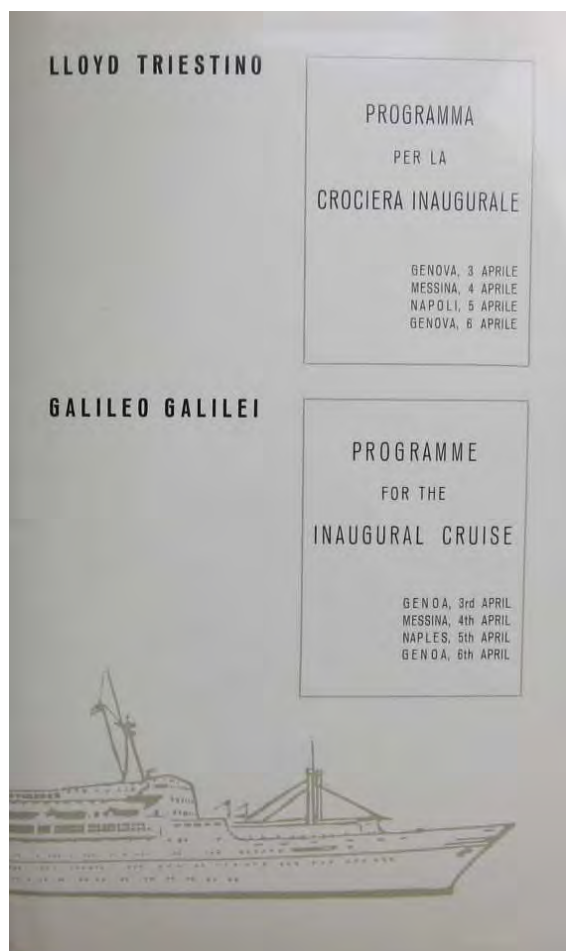 LLOYD TRIESTINO
PROGRAMMA
PER LA
CROCIERA INAUGURALE
GENOVA, 3 APRILE
MESSINA, 4 APRILE
NAPOLI, 5 APRILE
GENOVA, 6 APRILE
GALILEO GALILEI
PROGRAMME
FOR THE
INAUGURAL CRUISE
GENOA, 3rd APRIL
MESSINA, 4th APRIL
NAPLES, 5th APRIL
GENOA, 6th APRIL